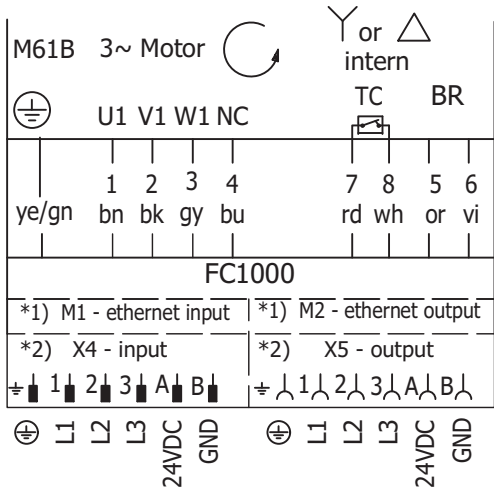 M61B 3~ Motor or
intern
TC BR
U1 V1 W1 NC
1 2 3 4 7 8 5 6
ye/gn bn bk gy bu rd wh or vi
FC1000
*1) M1 - ethernet input *1) M2 - ethernet output
*2) X4 - input *2) X5 - output
1 2 3 A B 1 2 3 A B
L1 L2 L3 24VDC GND L1 L2 L3 24VDC GND